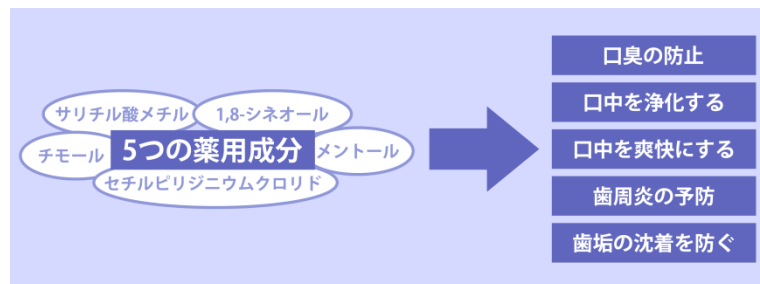 サリチル酸メチル
1,8-シネオール
チモール
5つの薬用成分
メントール
セチルピリジニウムクロリド
口臭の防止
口中を浄化する
口中を爽快にする
歯周炎の予防
歯垢の沈着を防ぐ